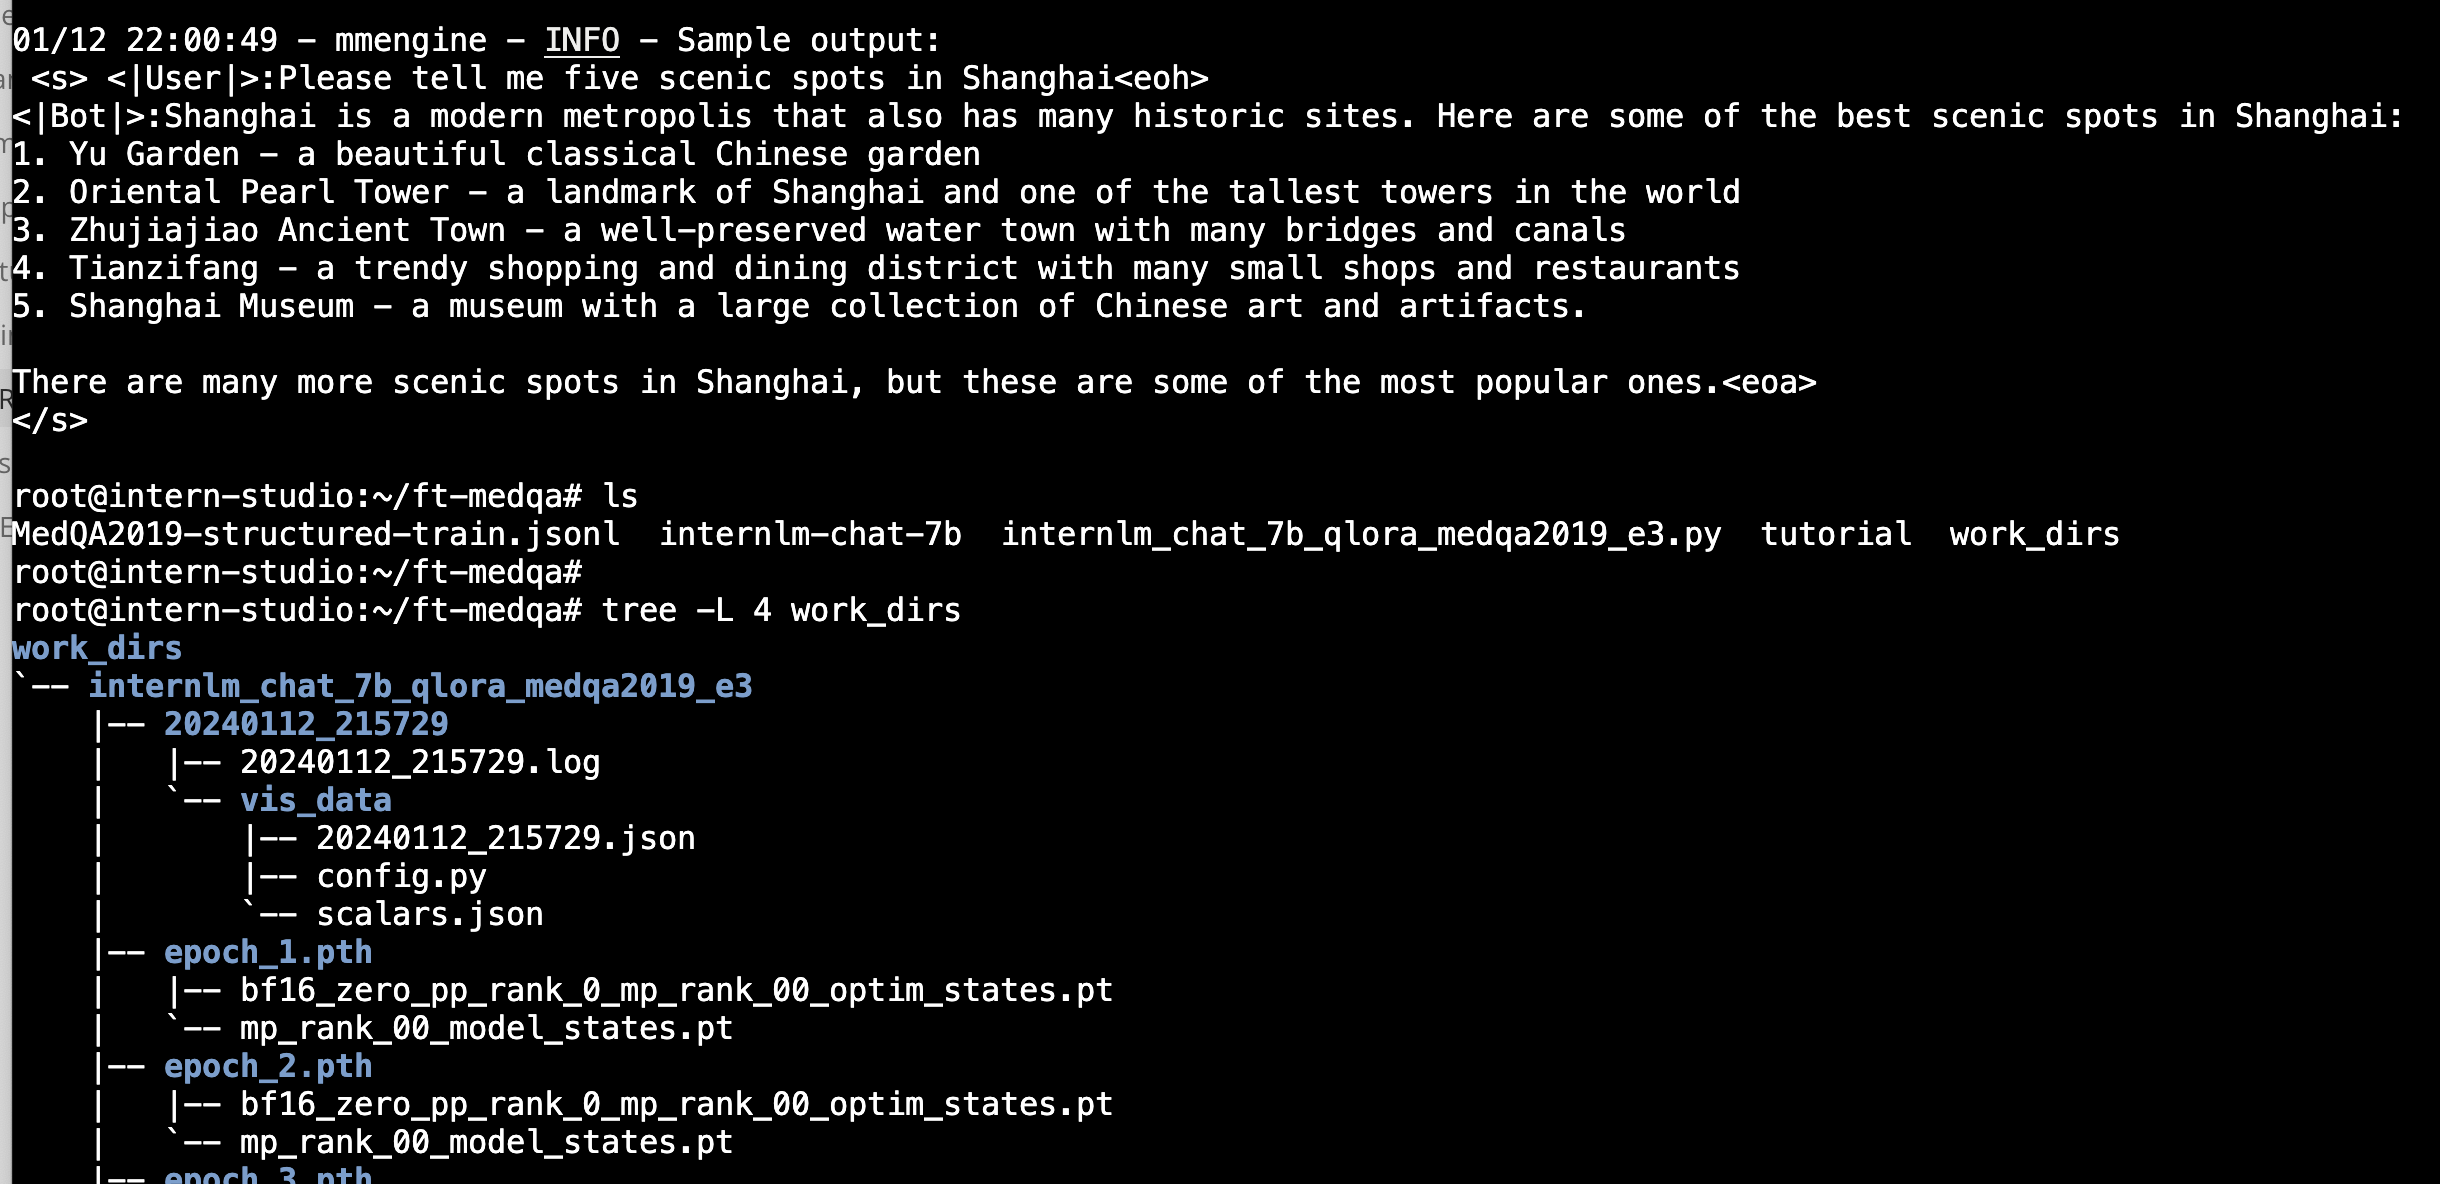 01/12 22:00:49 - mmengine - INFO - Sample output:
 <s> <|User|>:Please tell me five scenic spots in Shanghai<eoh>
<|Bot|>:Shanghai is a modern metropolis that also has many historic sites. Here are some of the best scenic spots in Shanghai:
1. Yu Garden - a beautiful classical Chinese garden
2. Oriental Pearl Tower - a landmark of Shanghai and one of the tallest towers in the world
3. Zhujiajiao Ancient Town - a well-preserved water town with many bridges and canals
4. Tianzifang - a trendy shopping and dining district with many small shops and restaurants
5. Shanghai Museum - a museum with a large collection of Chinese art and artifacts.
There are many more scenic spots in Shanghai, but these are some of the most popular ones.<eoa>
</s>
root@intern-studio:~/ft-medqa# ls
MedQA2019-structured-train.jsonl  internlm-chat-7b  internlm_chat_7b_qlora_medqa2019_e3.py  tutorial  work_dirs
root@intern-studio:~/ft-medqa#
root@intern-studio:~/ft-medqa# tree -L 4 work_dirs
work_dirs
`-- internlm_chat_7b_qlora_medqa2019_e3
    |-- 20240112_215729
    |   |-- 20240112_215729.log
    |   `-- vis_data
    |       |-- 20240112_215729.json
    |       |-- config.py
    |       `-- scalars.json
    |-- epoch_1.pth
    |   |-- bf16_zero_pp_rank_0_mp_rank_00_optim_states.pt
    |   `-- mp_rank_00_model_states.pt
    |-- epoch_2.pth
    |   |-- bf16_zero_pp_rank_0_mp_rank_00_optim_states.pt
    |   `-- mp_rank_00_model_states.pt
    |-- epoch_3.pth